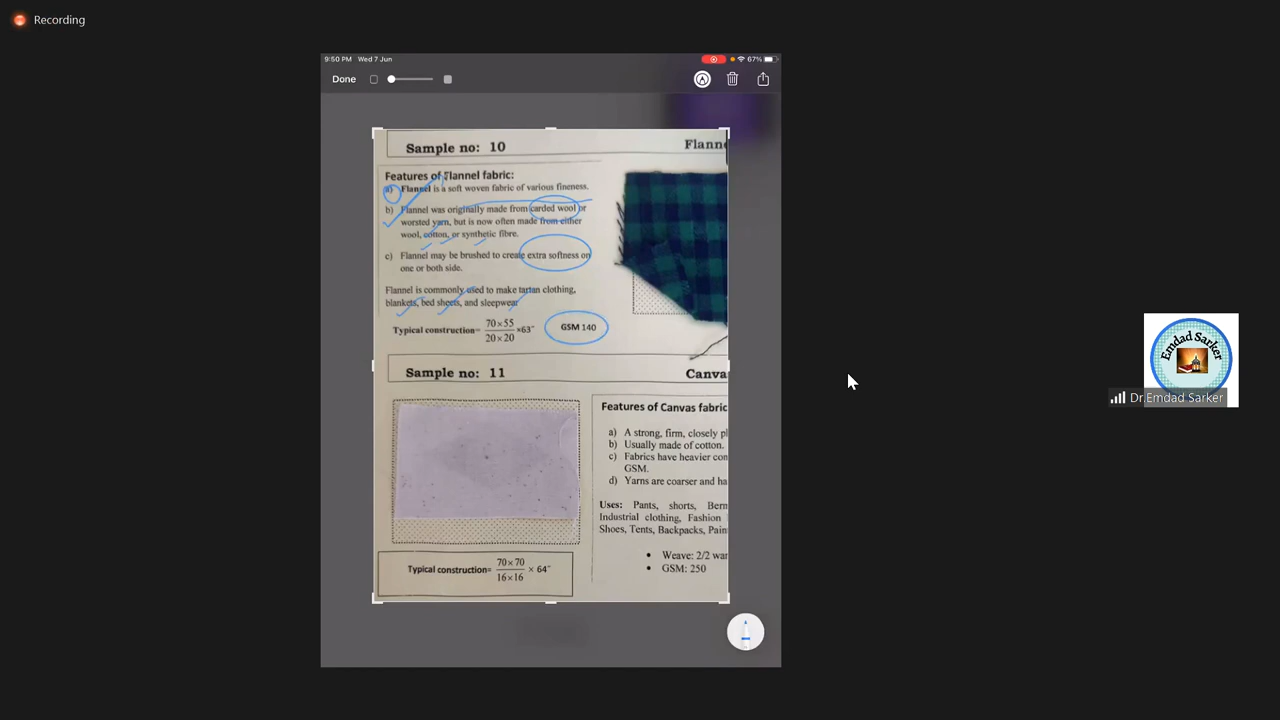 Recording
9:50 PM Wed 7 Jun
67%
Done
Sample no: 10
Flanne
Features of Flannel fabric:
a) Flannel is a soft woven fabric of various fineness.
b) Flannel was originally made from carded wool or
worsted yarn, but is now often made from either
wool, cotton, or synthetic fibre.
c) Flannel may be brushed to create extra softness on
one or both side.
Flannel is commonly used to make tartan clothing,
blankets, bed sheets, and sleepwear
Typical construction= 70×55 ×63"
20×20
GSM 140
Sample no: 11
Canva
Features of Canvas fabric
a) A strong, firm, closely pl
b) Usually made of cotton.
c) Fabrics have heavier con
GSM.
d) Yarns are coarser and ha
Uses: Pants, shorts, Berm
Industrial clothing, Fashion
Shoes, Tents, Backpacks, Pain
• Weave: 2/2 war
• GSM: 250
Typical construction= 70×70 × 64"
16×16
Emdad Sarker
Dr.Emdad Sarker